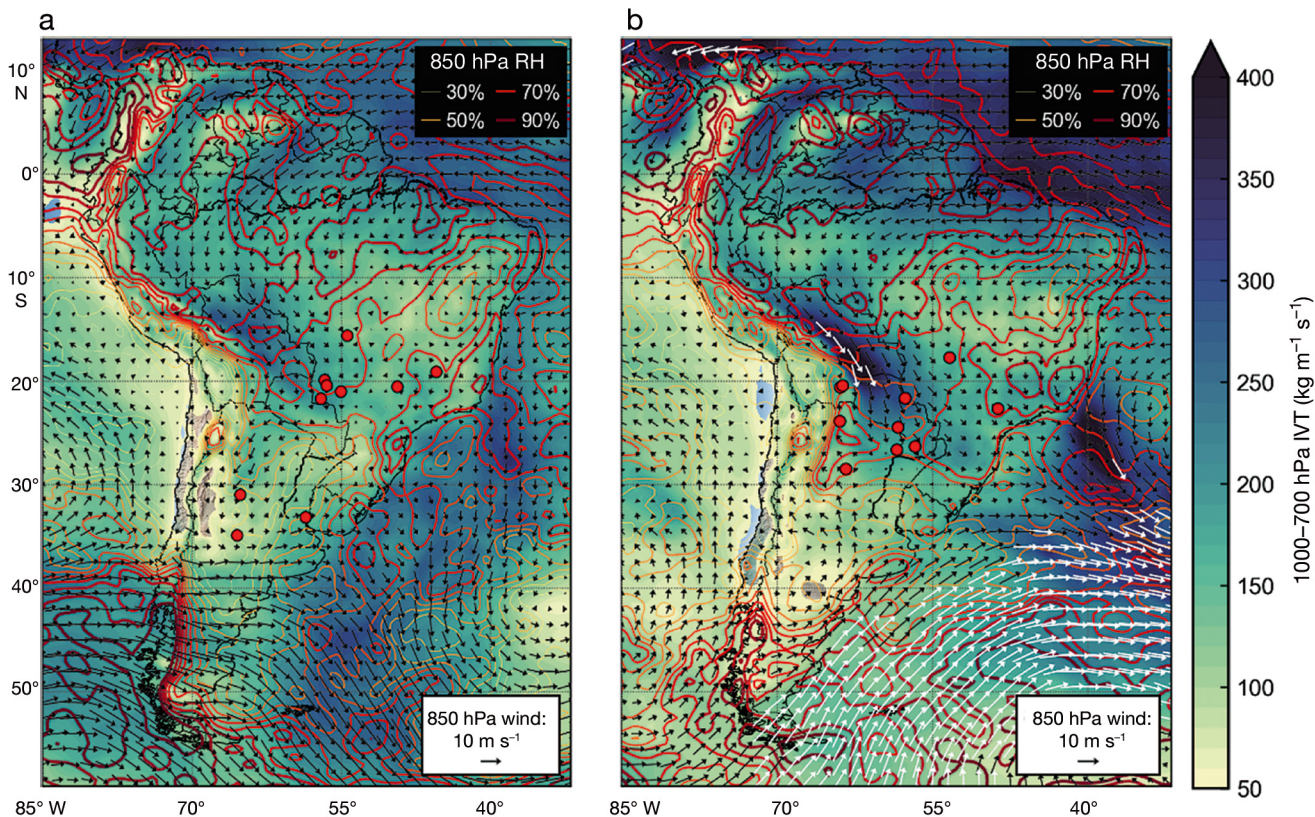 a
b
850 hPa RH
30% 70%
50% 90%
850 hPa RH
30% 70%
50% 90%
10°
N
0°
10°
S
20°
30°
40°
50°
850 hPa wind:
10 m s⁻¹
850 hPa wind:
10 m s⁻¹
85° W 70° 55° 40°
85° W 70° 55° 40°
400
350
300
250
200
150
100
50
1000–700 hPa IVT (kg m⁻¹ s⁻¹)